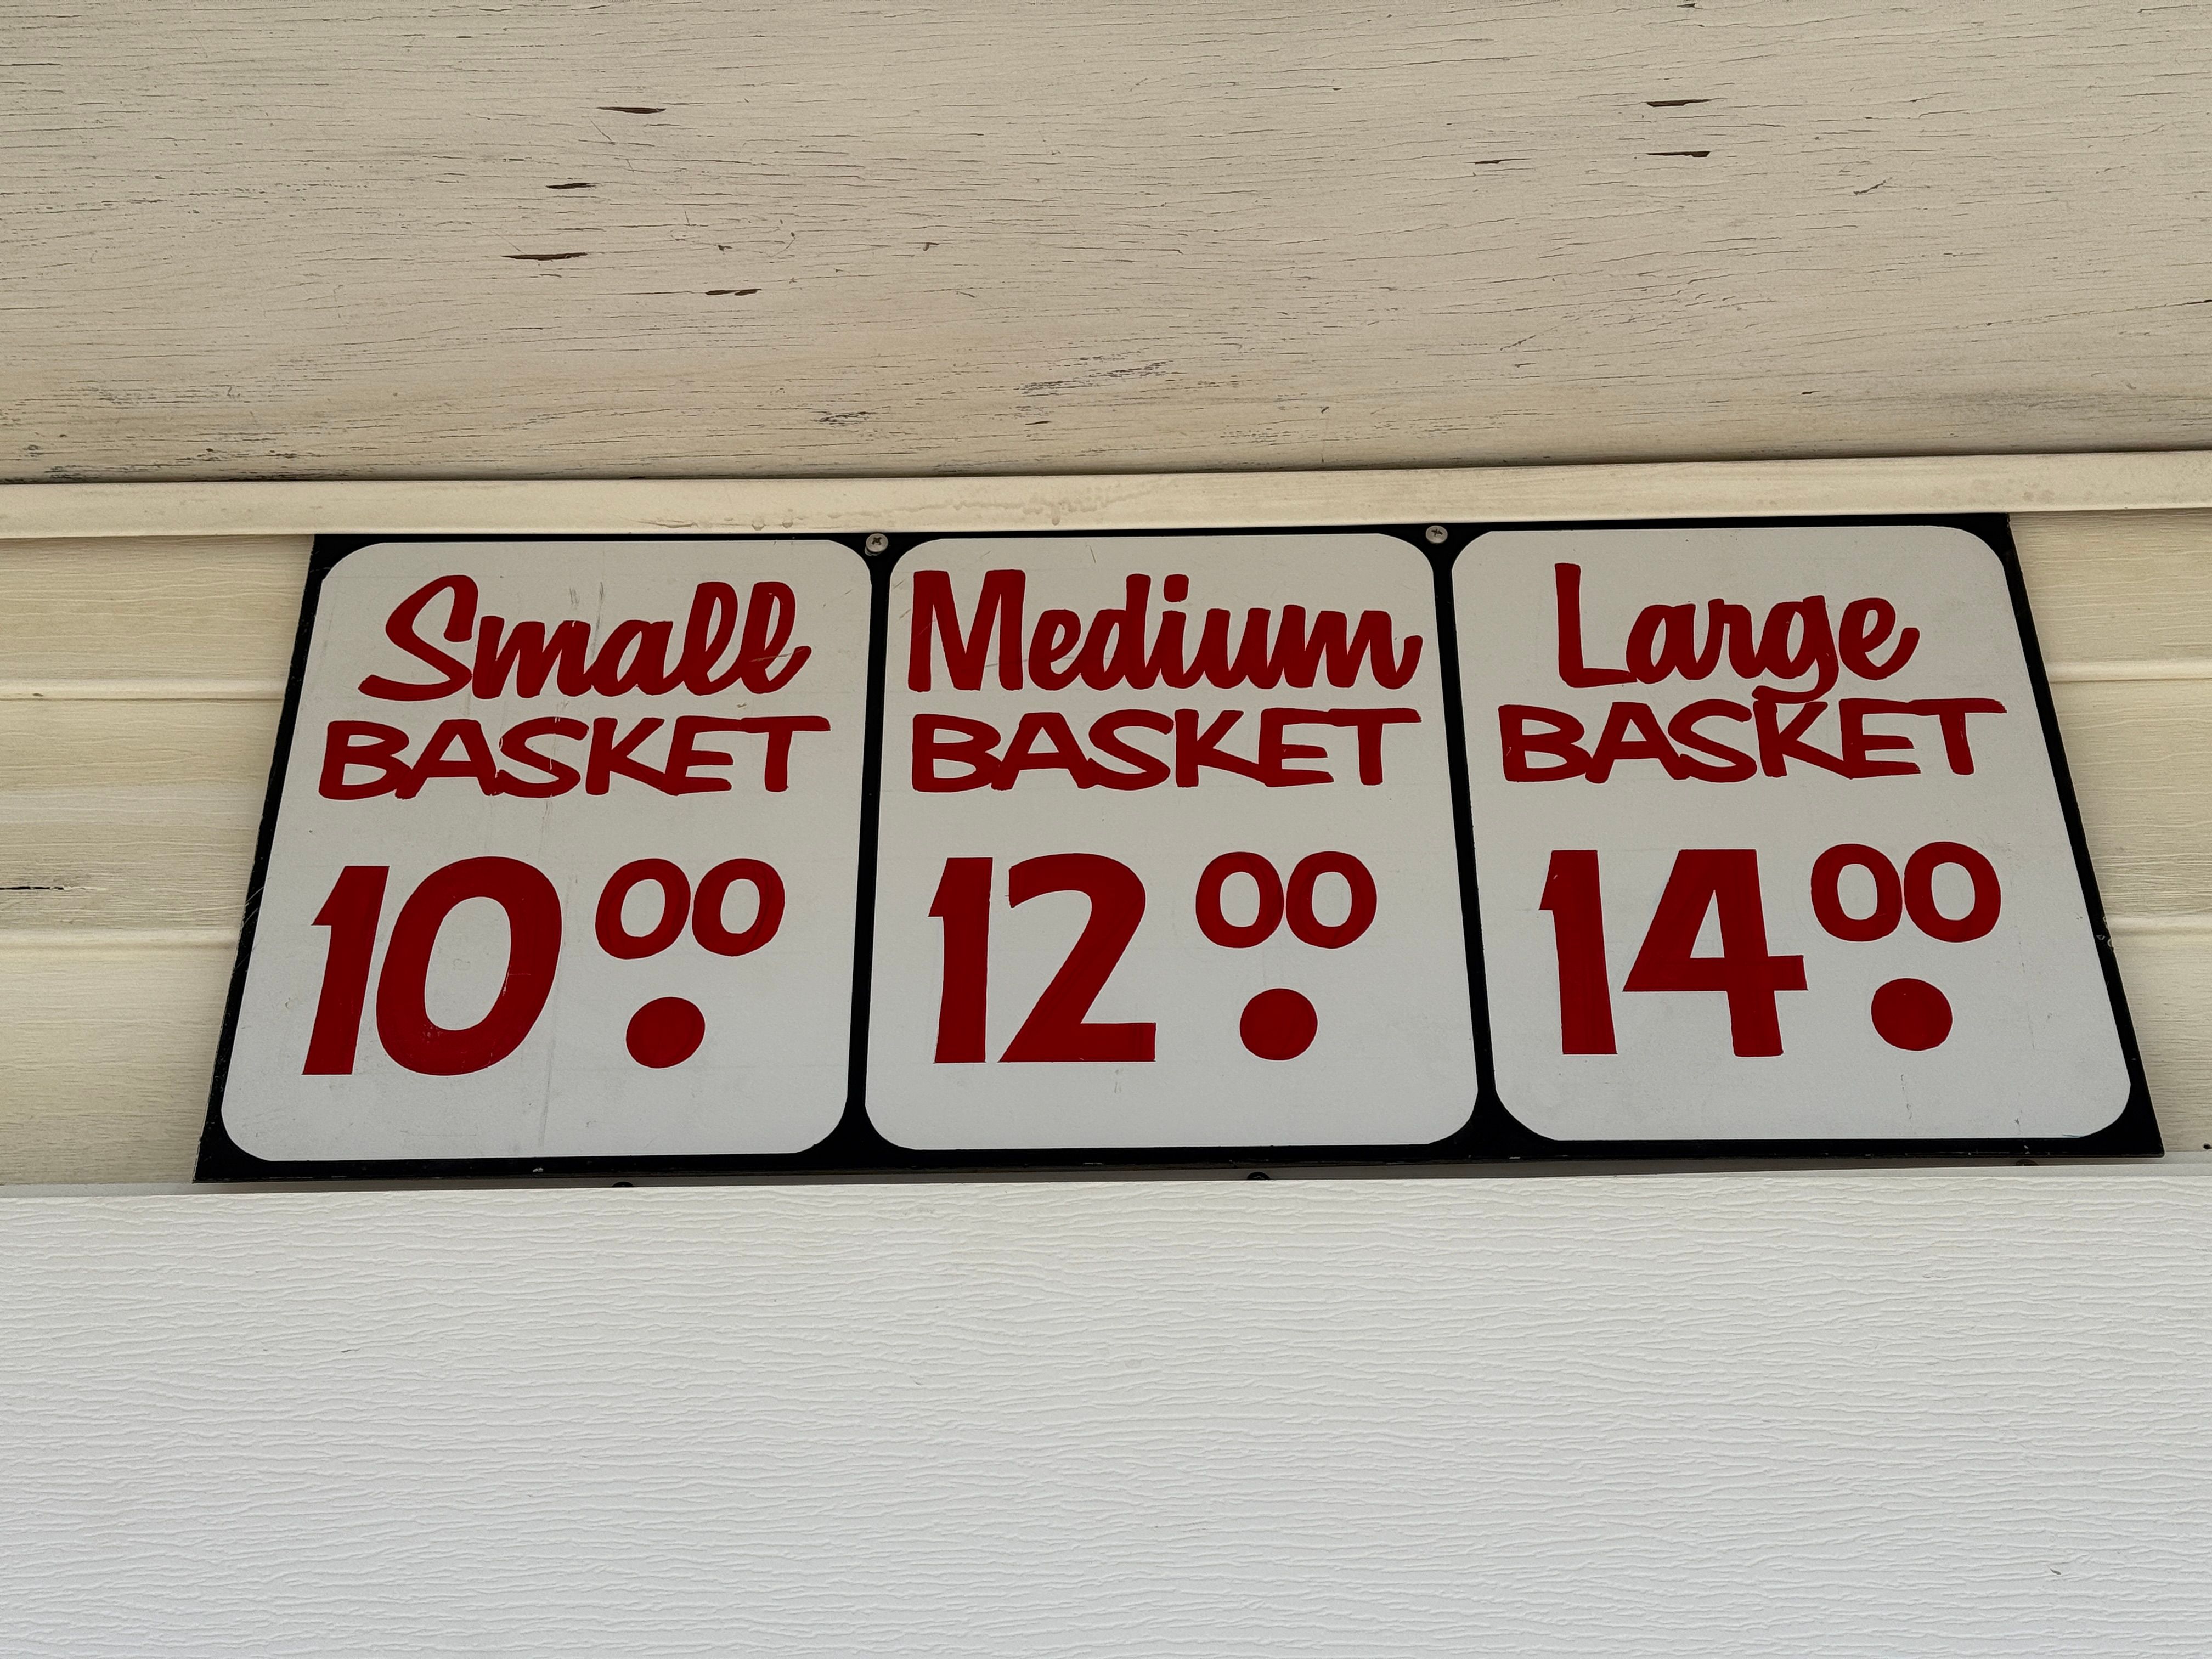 Small
BASKET
10.00
Medium
BASKET
12.00
Large
BASKET
14.00